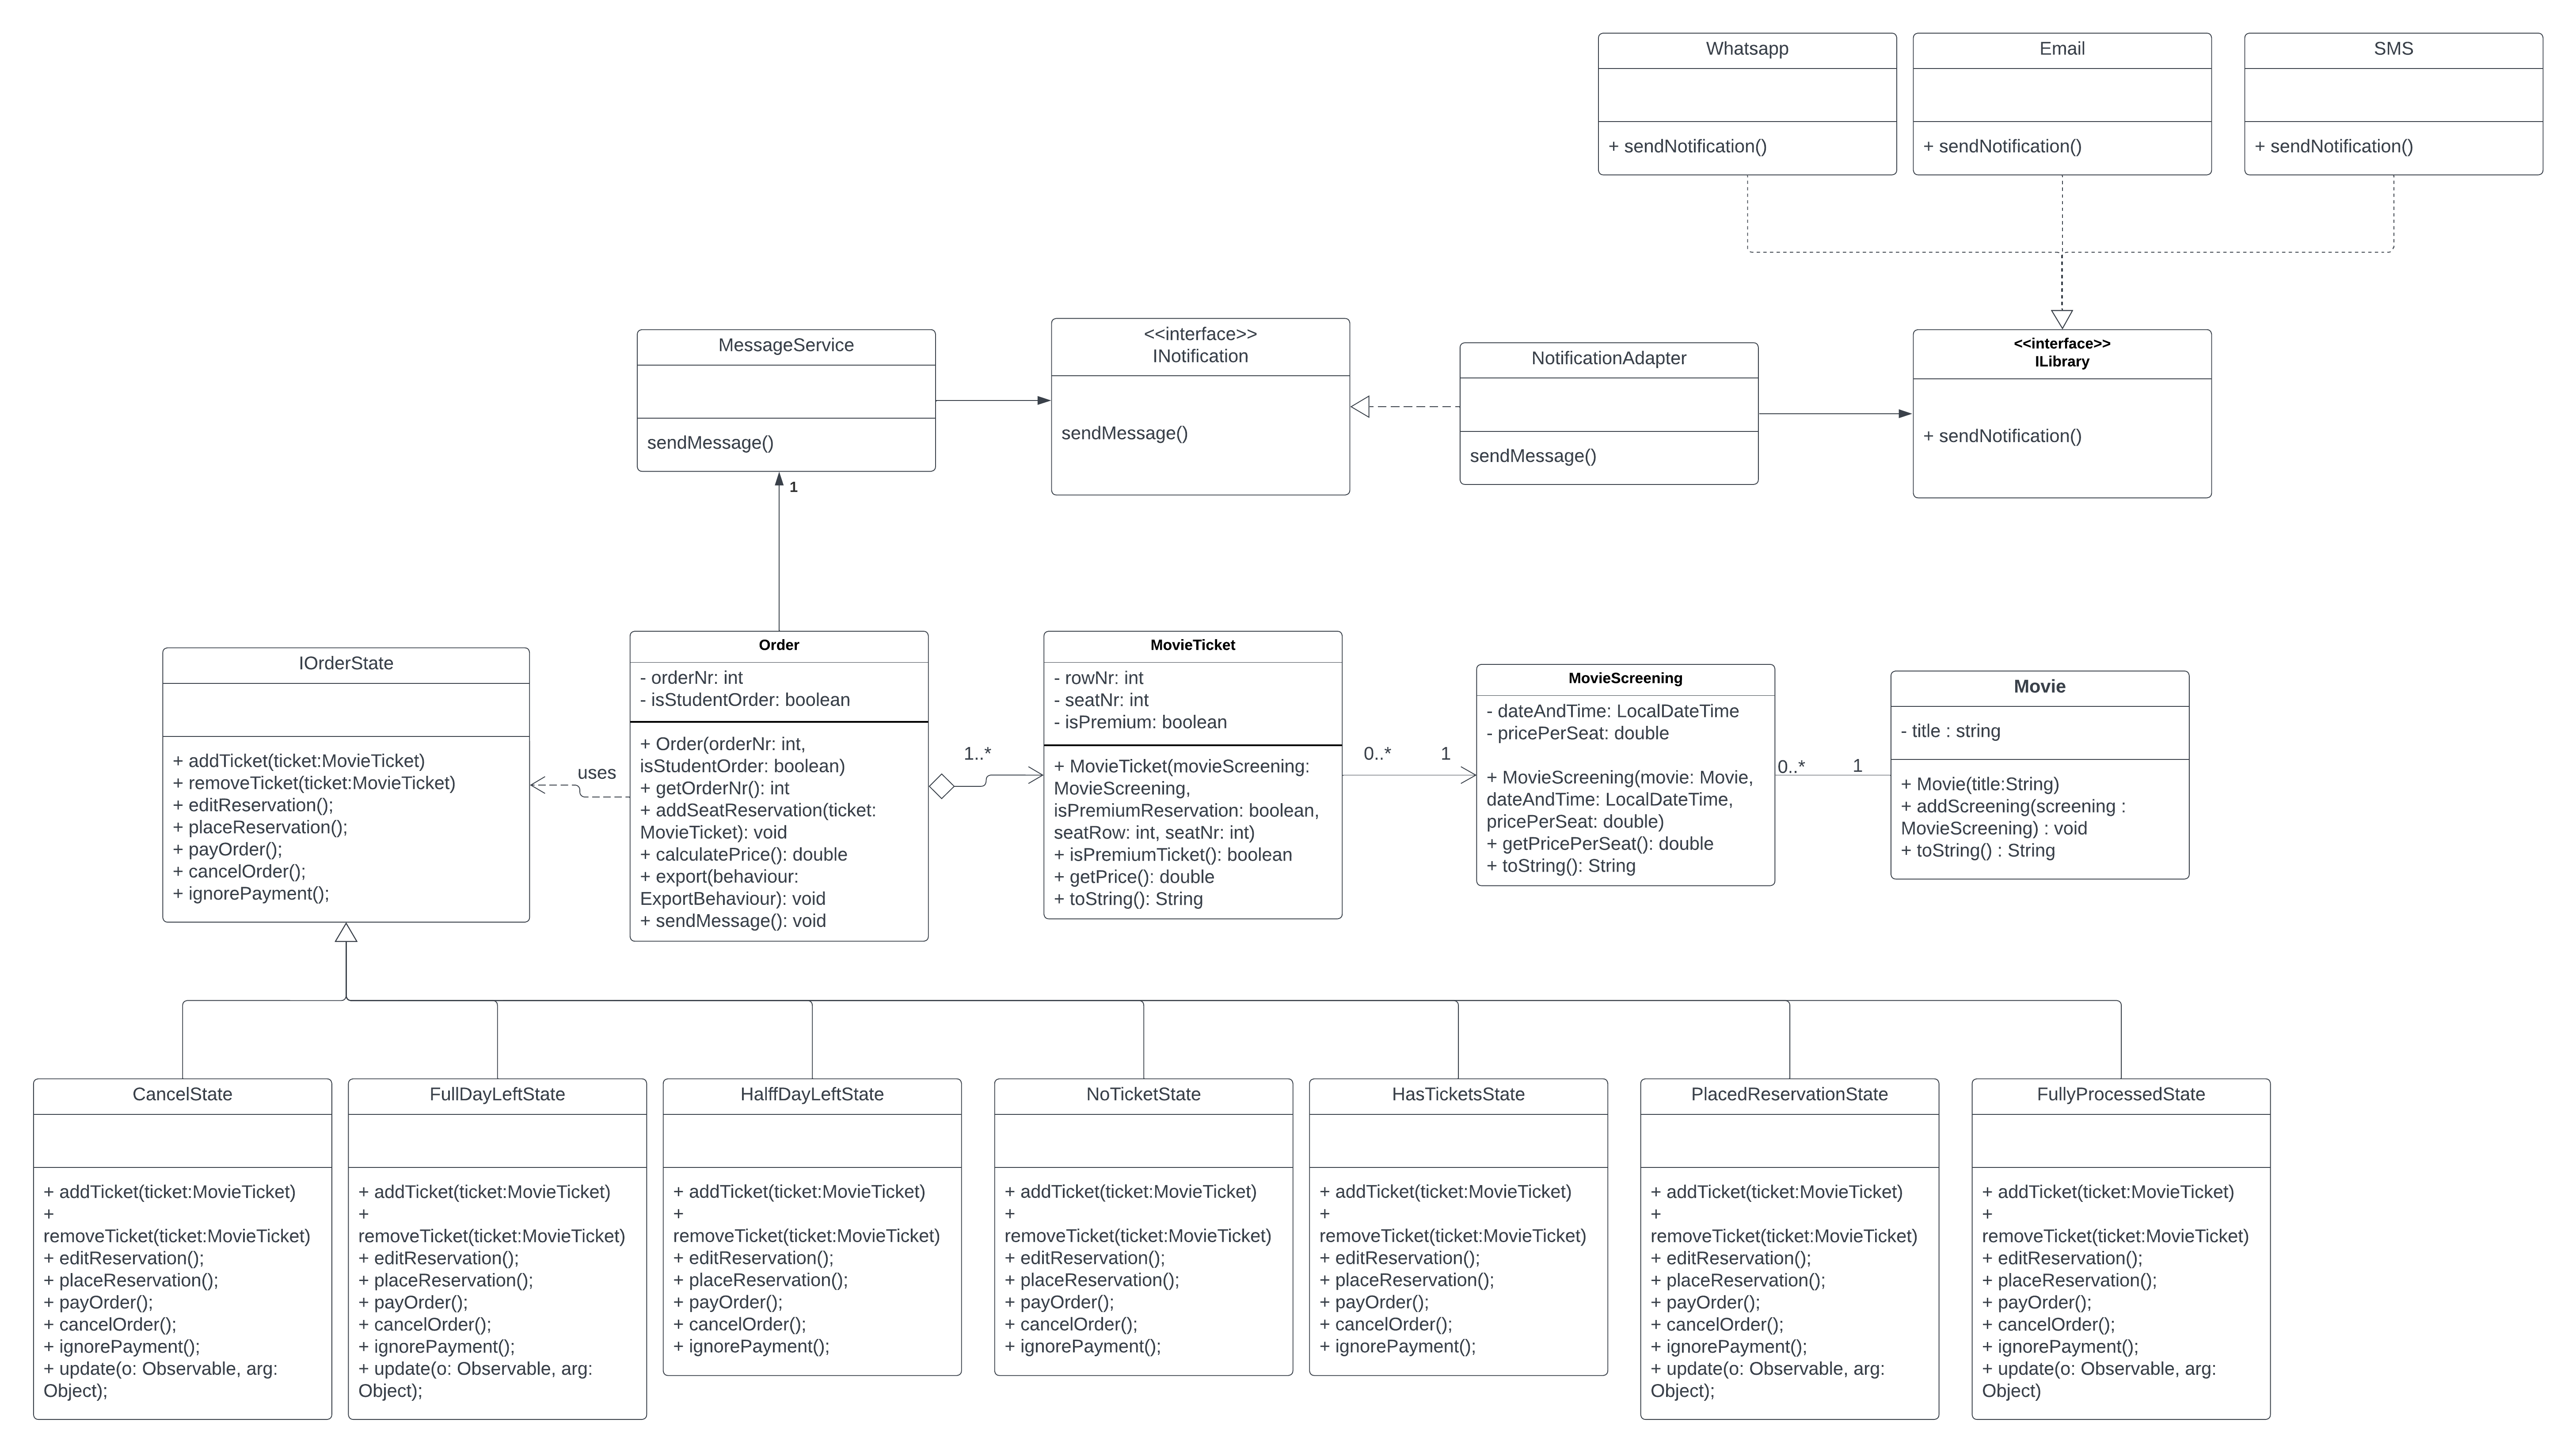 Whatsapp
+ sendNotification()
Email
+ sendNotification()
SMS
+ sendNotification()
MessageService
sendMessage()
<<interface>>
INotification
sendMessage()
NotificationAdapter
sendMessage()
<<interface>>
ILibrary
+ sendNotification()
1
IOrderState
+ addTicket(ticket:MovieTicket)
+ removeTicket(ticket:MovieTicket)
+ editReservation();
+ placeReservation();
+ payOrder();
+ cancelOrder();
+ ignorePayment();
uses
Order
- orderNr: int
- isStudentOrder: boolean
+ Order(orderNr: int,
isStudentOrder: boolean)
+ getOrderNr(): int
+ addSeatReservation(ticket:
MovieTicket): void
+ calculatePrice(): double
+ export(behaviour:
ExportBehaviour): void
+ sendMessage(): void
1..*
MovieTicket
- rowNr: int
- seatNr: int
- isPremium: boolean
+ MovieTicket(movieScreening:
MovieScreening,
isPremiumReservation: boolean,
seatRow: int, seatNr: int)
+ isPremiumTicket(): boolean
+ getPrice(): double
+ toString(): String
0..*
1
MovieScreening
- dateAndTime: LocalDateTime
- pricePerSeat: double
+ MovieScreening(movie: Movie,
dateAndTime: LocalDateTime,
pricePerSeat: double)
+ getPricePerSeat(): double
+ toString(): String
0..*
1
Movie
- title : string
+ Movie(title:String)
+ addScreening(screening :
MovieScreening) : void
+ toString() : String
CancelState
+ addTicket(ticket:MovieTicket)
+
removeTicket(ticket:MovieTicket)
+ editReservation();
+ placeReservation();
+ payOrder();
+ cancelOrder();
+ ignorePayment();
+ update(o: Observable, arg:
Object);
FullDayLeftState
+ addTicket(ticket:MovieTicket)
+
removeTicket(ticket:MovieTicket)
+ editReservation();
+ placeReservation();
+ payOrder();
+ cancelOrder();
+ ignorePayment();
+ update(o: Observable, arg:
Object);
HalffDayLeftState
+ addTicket(ticket:MovieTicket)
+
removeTicket(ticket:MovieTicket)
+ editReservation();
+ placeReservation();
+ payOrder();
+ cancelOrder();
+ ignorePayment();
NoTicketState
+ addTicket(ticket:MovieTicket)
+
removeTicket(ticket:MovieTicket)
+ editReservation();
+ placeReservation();
+ payOrder();
+ cancelOrder();
+ ignorePayment();
HasTicketsState
+ addTicket(ticket:MovieTicket)
+
removeTicket(ticket:MovieTicket)
+ editReservation();
+ placeReservation();
+ payOrder();
+ cancelOrder();
+ ignorePayment();
PlacedReservationState
+ addTicket(ticket:MovieTicket)
+
removeTicket(ticket:MovieTicket)
+ editReservation();
+ placeReservation();
+ payOrder();
+ cancelOrder();
+ ignorePayment();
+ update(o: Observable, arg:
Object);
FullyProcessedState
+ addTicket(ticket:MovieTicket)
+
removeTicket(ticket:MovieTicket)
+ editReservation();
+ placeReservation();
+ payOrder();
+ cancelOrder();
+ ignorePayment();
+ update(o: Observable, arg:
Object)